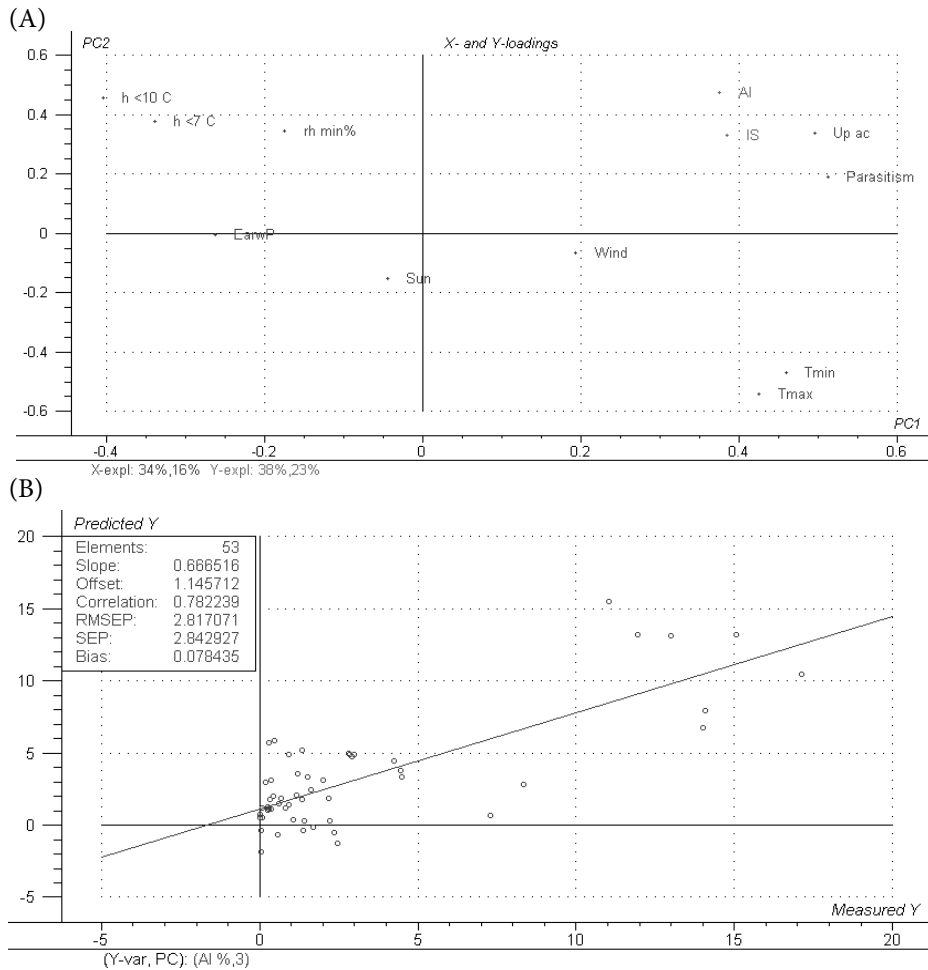 (A)
PC2 X- and Y-loadings
0.6
h <10 C
AI
0.4
h <7 C
rh min%
IS
Up ac
0.2
Parasitism
0
EarwP
Wind
Sun
-0.2
-0.4
Tmin
Tmax
-0.6
PC1
-0.4 -0.2 0 0.2 0.4 0.6
X-expl: 34%,16% Y-expl: 38%,23%
(B)
Predicted Y
20
Elements: 53
Slope: 0.666516
Offset: 1.145712
Correlation: 0.782239
RMSEP: 2.817071
SEP: 2.842927
Bias: 0.078435
15
10
5
0
-5
Measured Y
-5 0 5 10 15 20
(Y-var, PC): (AI %,3)